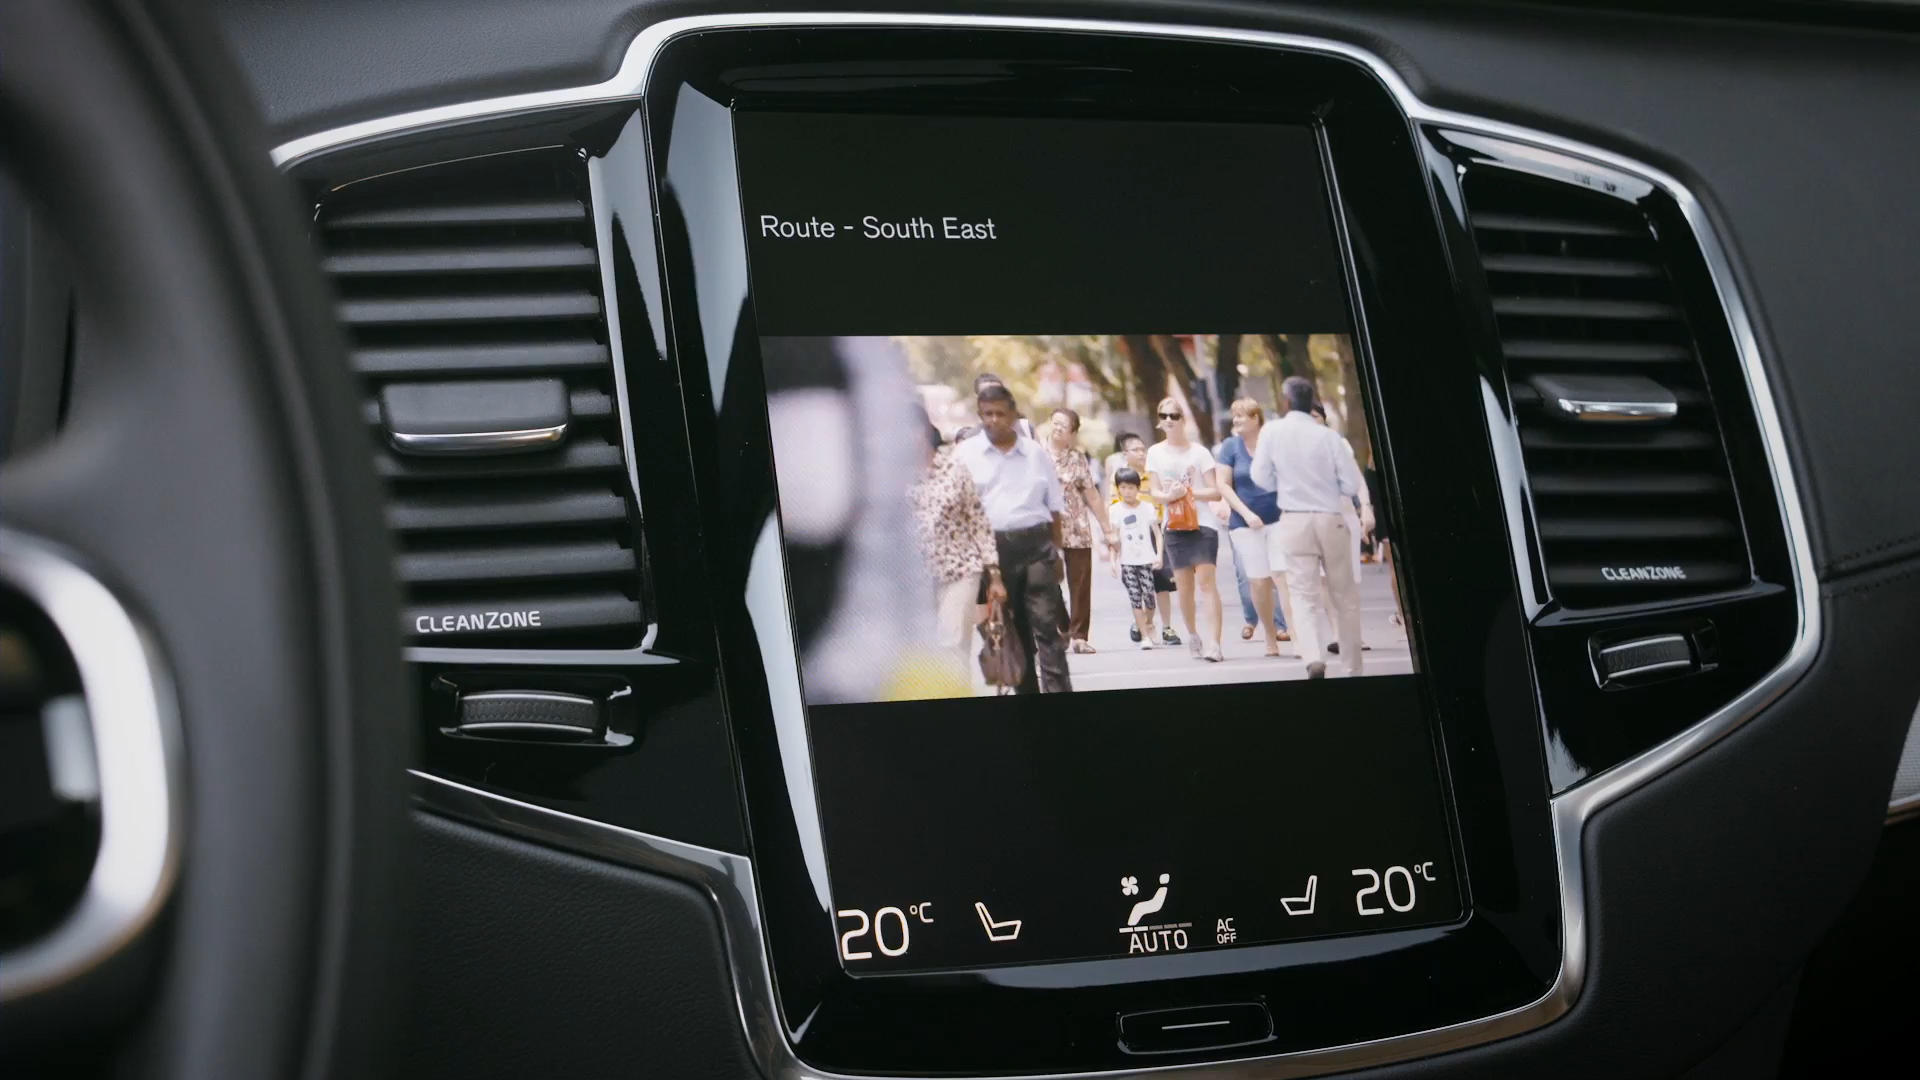 Route - South East
CLEANZONE
CLEANZONE
20°C
AUTO
AC
OFF
20°C